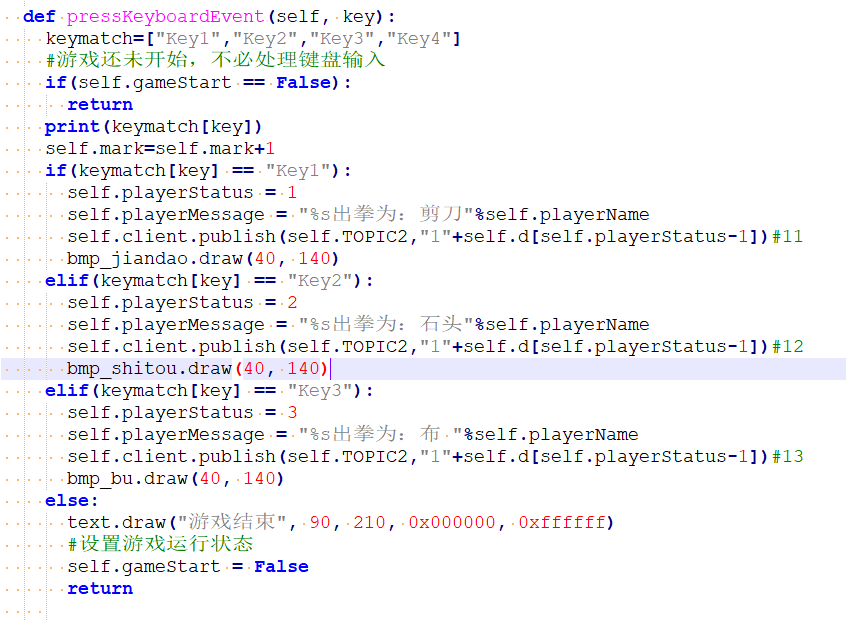 def pressKeyboardEvent(self, key):
keymatch=["Key1","Key2","Key3","Key4"]
#游戏还未开始，不必处理键盘输入
if(self.gameStart == False):
return
print(keymatch[key])
self.mark=self.mark+1
if(keymatch[key] == "Key1"):
self.playerStatus = 1
self.playerMessage = "%s出拳为：剪刀"%self.playerName
self.client.publish(self.TOPIC2,"1"+self.d[self.playerStatus-1])#11
bmp_jiandao.draw(40, 140)
elif(keymatch[key] == "Key2"):
self.playerStatus = 2
self.playerMessage = "%s出拳为：石头"%self.playerName
self.client.publish(self.TOPIC2,"1"+self.d[self.playerStatus-1])#12
bmp_shitou.draw(40, 140)
elif(keymatch[key] == "Key3"):
self.playerStatus = 3
self.playerMessage = "%s出拳为：布 "%self.playerName
self.client.publish(self.TOPIC2,"1"+self.d[self.playerStatus-1])#13
bmp_bu.draw(40, 140)
else:
text.draw("游戏结束", 90, 210, 0x000000, 0xffffff)
#设置游戏运行状态
self.gameStart = False
return